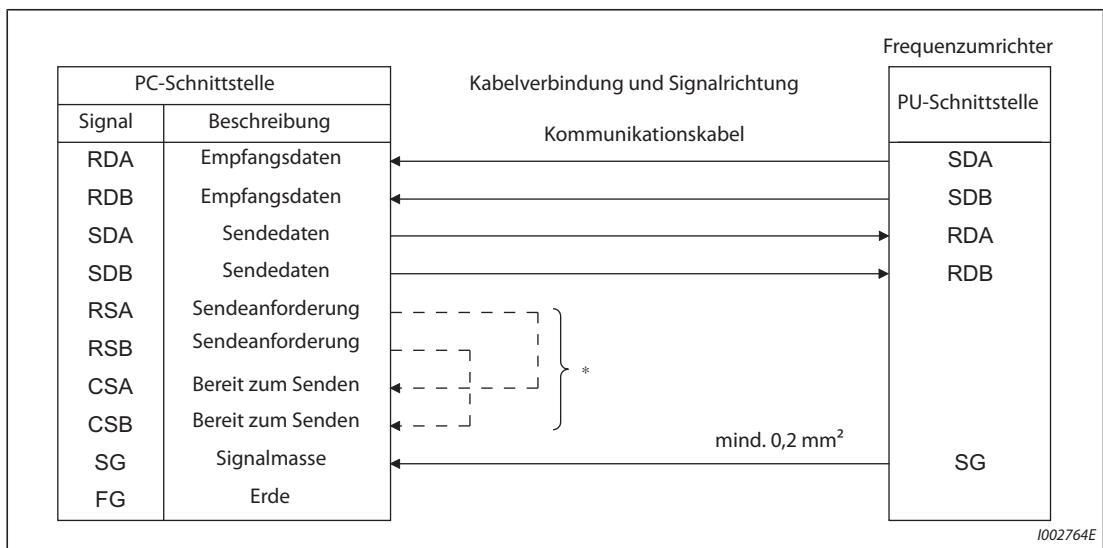 Frequenzumrichter
PC-Schnittstelle
Kabelverbindung und Signalrichtung
PU-Schnittstelle
Signal Beschreibung
Kommunikationskabel
RDA Empfangsdaten SDA
RDB Empfangsdaten SDB
SDA Sendedaten RDA
SDB Sendedaten RDB
RSA Sendeanforderung
RSB Sendeanforderung
*
CSA Bereit zum Senden
CSB Bereit zum Senden
mind. 0,2 mm²
SG Signalmasse SG
FG Erde
I002764E